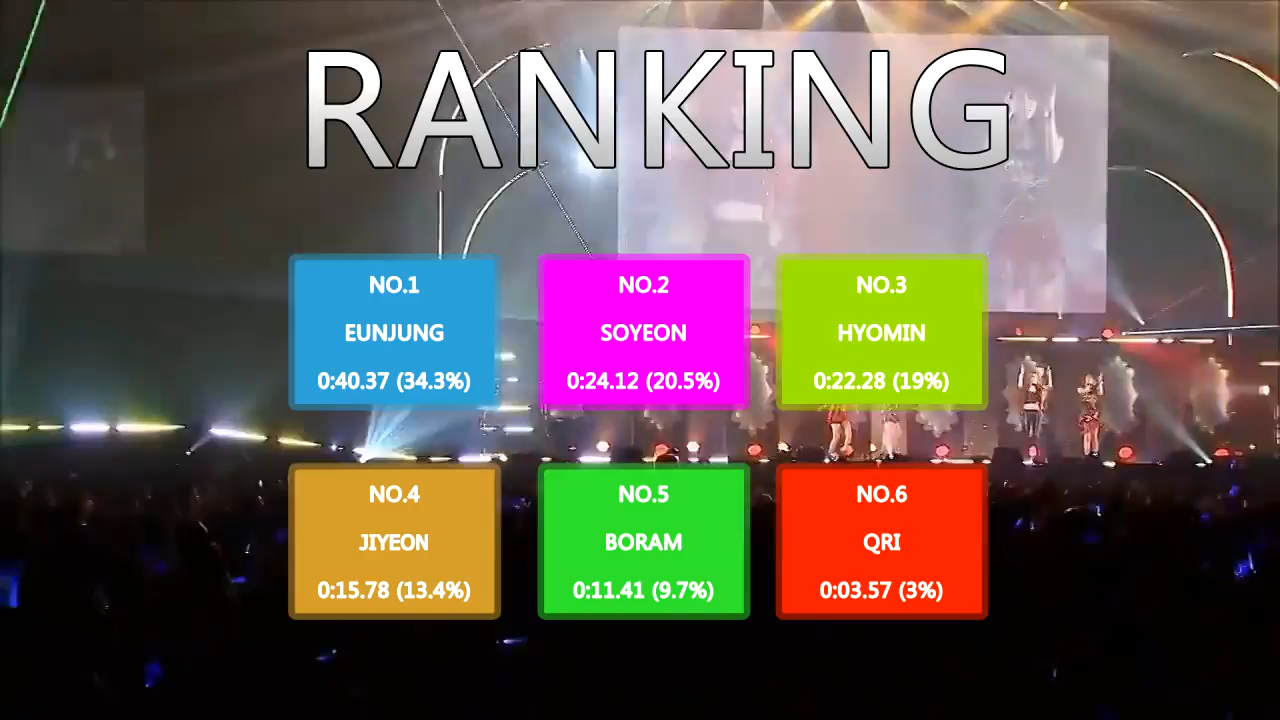 RANKING
NO.1
EUNJUNG
0:40.37 (34.3%)
NO.2
SOYEON
0:24.12 (20.5%)
NO.3
HYOMIN
0:22.28 (19%)
NO.4
JIYEON
0:15.78 (13.4%)
NO.5
BORAM
0:11.41 (9.7%)
NO.6
QRI
0:03.57 (3%)